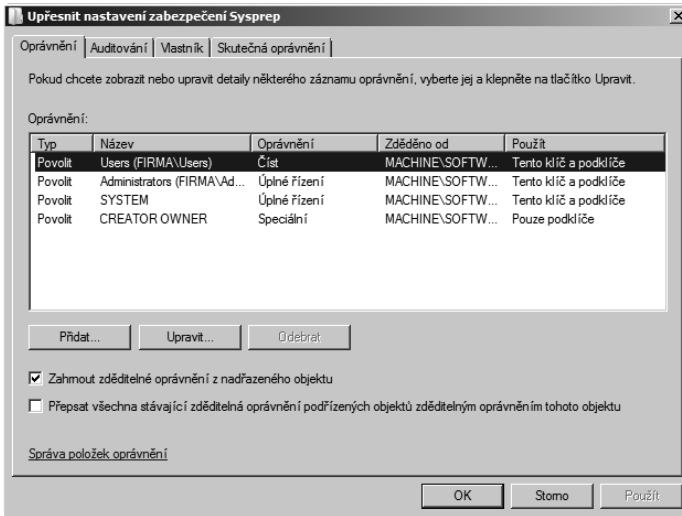 Upřesnit nastavení zabezpečení Sysprep
Oprávnění Auditování Vlastník Skutečná oprávnění
Pokud chcete zobrazit nebo upravit detaily některého záznamu oprávnění, vyberte jej a klepněte na tlačítko Upravit.
Oprávnění:
Typ Název Oprávnění Zděděno od Použít
Povolit Users (FIRMA\Users) Číst MACHINE\SOFTW... Tento klíč a podklíče
Povolit Administrators (FIRMA\Ad... Úplné řízení MACHINE\SOFTW... Tento klíč a podklíče
Povolit SYSTEM Úplné řízení MACHINE\SOFTW... Tento klíč a podklíče
Povolit CREATOR OWNER Speciální MACHINE\SOFTW... Pouze podklíče
Přidat... Upravit... Odebrat
Zahrnout zděditelné oprávnění z nadřazeného objektu
Přepsat všechna stávající zděditelná oprávnění podřízených objektů zděditelným oprávněním tohoto objektu
Správa položek oprávnění
OK Storno Použít